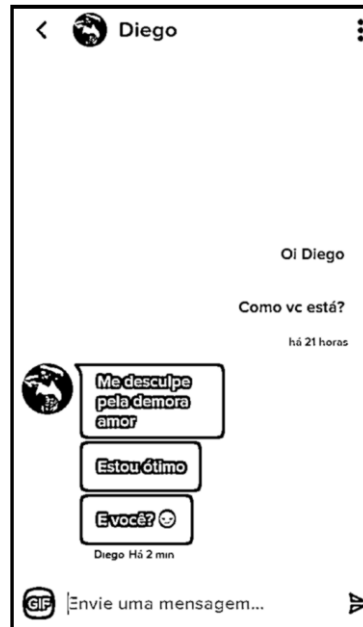 Diego
Oi Diego
Como vc está?
há 21 horas
Me desculpe
pela demora
amor
Estou ótimo
E você?
Diego Há 2 min
GIF
Envie uma mensagem...